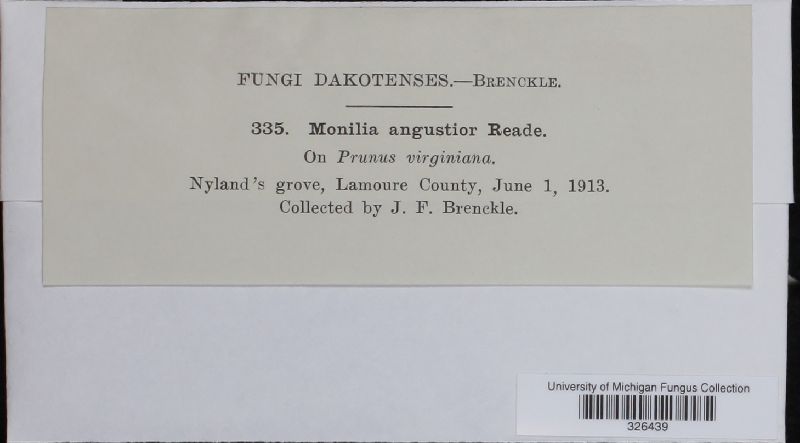 FUNGI DAKOTENSES.—BRENCKLE.
335. Monilia angustior Reade.
On Prunus virginiana.
Nyland's grove, Lamoure County, June 1, 1913.
Collected by J. F. Brenckle.
University of Michigan Fungus Collection
326439